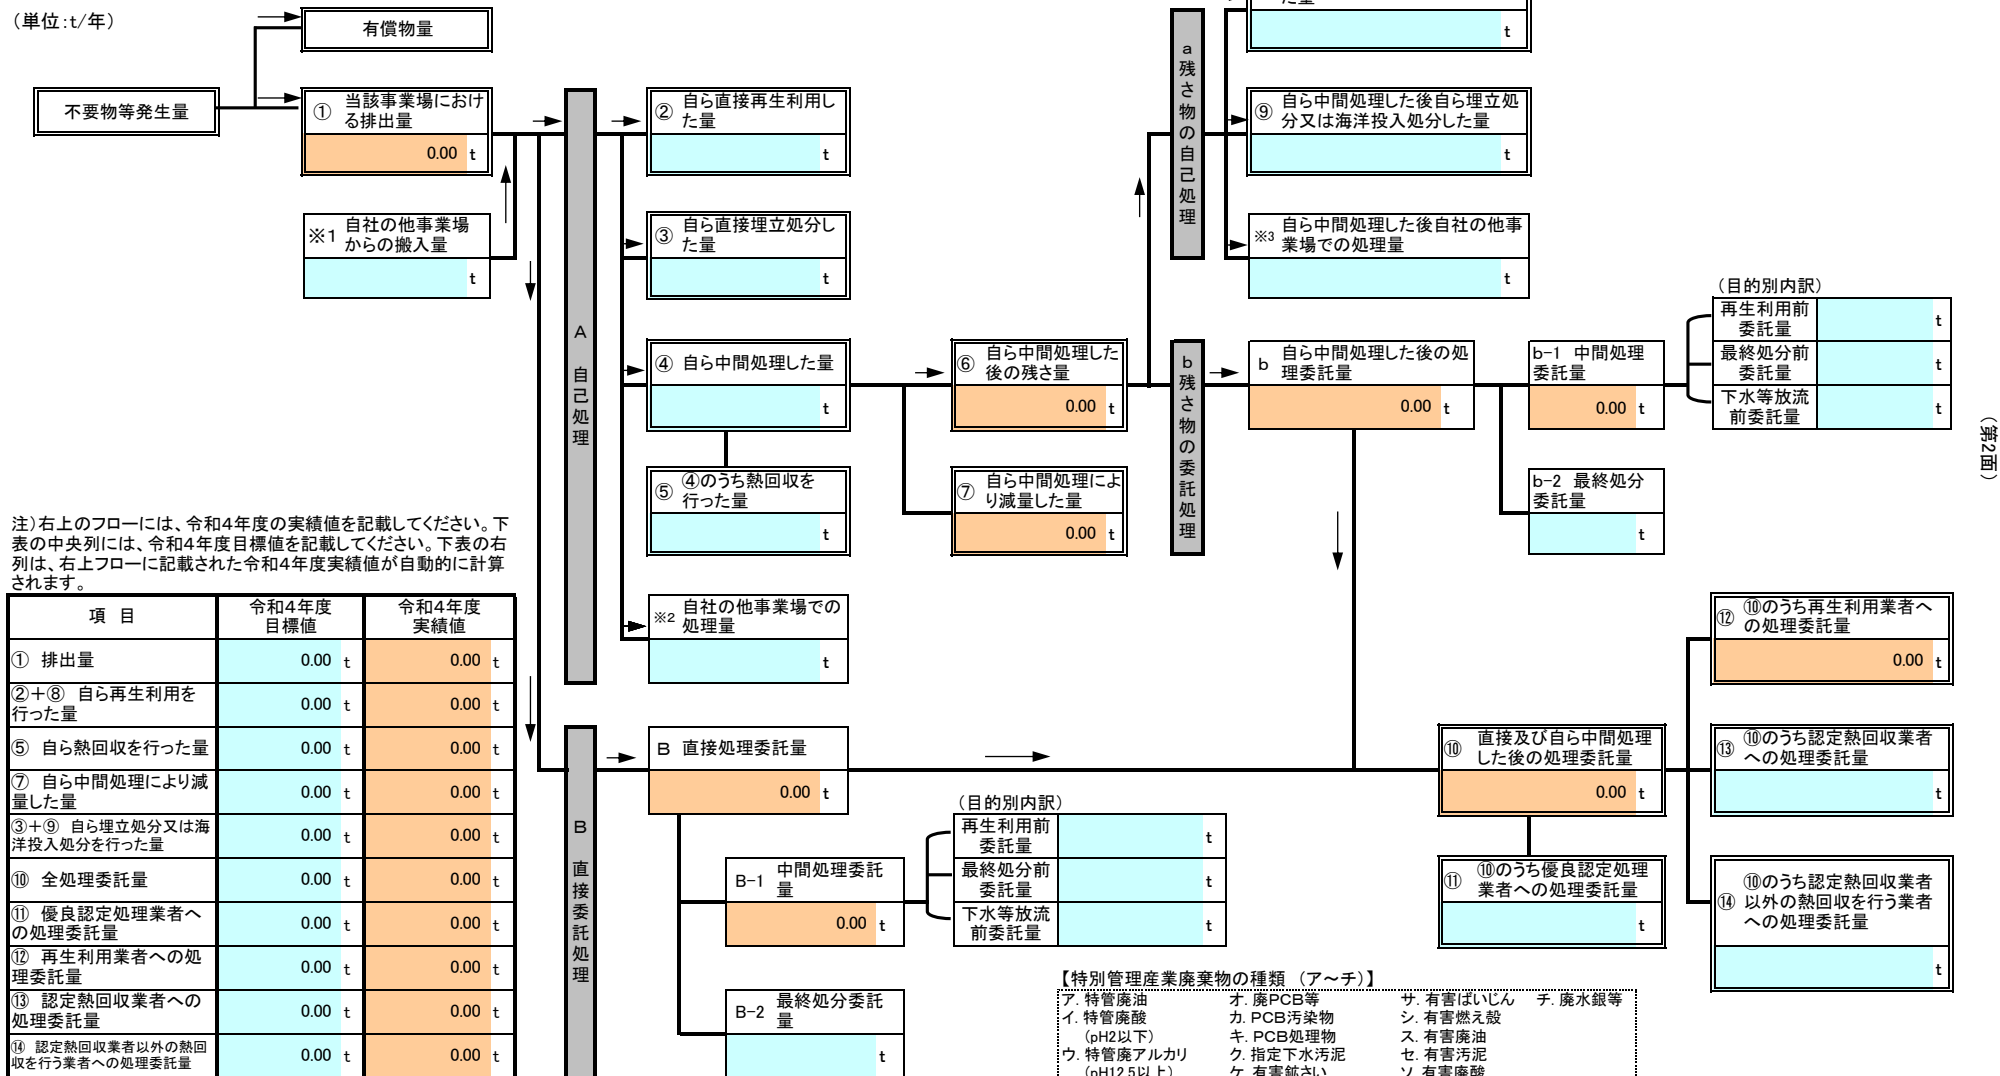 (単位:t/年)
有償物量
不要物等発生量
① 当該事業場におけ
る排出量
0.00 t
※1 自社の他事業場
からの搬入量
t
A 自己処理
② 自ら直接再生利用し
た量
t
③ 自ら直接埋立処分し
た量
t
④ 自ら中間処理した量
t
⑤ ④のうち熱回収を
行った量
t
※2 自社の他事業場での
処理量
t
⑥ 自ら中間処理した
後の残さ量
0.00 t
⑦ 自ら中間処理によ
り減量した量
0.00 t
a残さ物の自己処理
t
⑨ 自ら中間処理した後自ら埋立処
分又は海洋投入処分した量
t
※3 自ら中間処理した後自社の他事
業場での処理量
t
b残さ物の委託処理
b 自ら中間処理した後の処
理委託量
0.00 t
b-1 中間処理
委託量
0.00 t
b-2 最終処分
委託量
t
(目的別内訳)
再生利用前
委託量
t
最終処分前
委託量
t
下水等放流
前委託量
t
(第2面)
注)右上のフローには、令和4年度の実績値を記載してください。下
表の中央列には、令和4年度目標値を記載してください。下表の右
列は、右上フローに記載された令和4年度実績値が自動的に計算
されます。
項 目 令和4年度
目標値 令和4年度
実績値
① 排出量 0.00 t 0.00 t
②+⑧ 自ら再生利用を
行った量 0.00 t 0.00 t
⑤ 自ら熱回収を行った量 0.00 t 0.00 t
⑦ 自ら中間処理により減
量した量 0.00 t 0.00 t
③+⑨ 自ら埋立処分又は海
洋投入処分を行った量 0.00 t 0.00 t
⑩ 全処理委託量 0.00 t 0.00 t
⑪ 優良認定処理業者へ
の処理委託量 0.00 t 0.00 t
⑫ 再生利用業者への処
理委託量 0.00 t 0.00 t
⑬ 認定熱回収業者への
処理委託量 0.00 t 0.00 t
⑭ 認定熱回収業者以外の熱回
収を行う業者への処理委託量 0.00 t 0.00 t
B 直接委託処理
B 直接処理委託量
0.00 t
B-1 中間処理委託
量
0.00 t
B-2 最終処分委託
量
t
(目的別内訳)
再生利用前
委託量
t
最終処分前
委託量
t
下水等放流
前委託量
t
⑩ 直接及び自ら中間処理
した後の処理委託量
0.00 t
⑪ ⑩のうち優良認定処理
業者への処理委託量
t
⑫ ⑩のうち再生利用業者へ
の処理委託量
0.00 t
⑬ ⑩のうち認定熱回収業者
への処理委託量
t
⑭ ⑩のうち認定熱回収業者
以外の熱回収を行う業者
への処理委託量
t
【特別管理産業廃棄物の種類 (ア~チ)】
ア. 特管廃油 オ. 廃PCB等 サ. 有害ばいじん チ. 廃水銀等
イ. 特管廃酸 カ. PCB汚染物 シ. 有害燃え殻
(pH2以下) キ. PCB処理物 ス. 有害廃油
ウ. 特管廃アルカリ ク. 指定下水汚泥 セ. 有害汚泥
(pH12.5以上) ケ. 有害鉱さい ソ. 有害廃酸